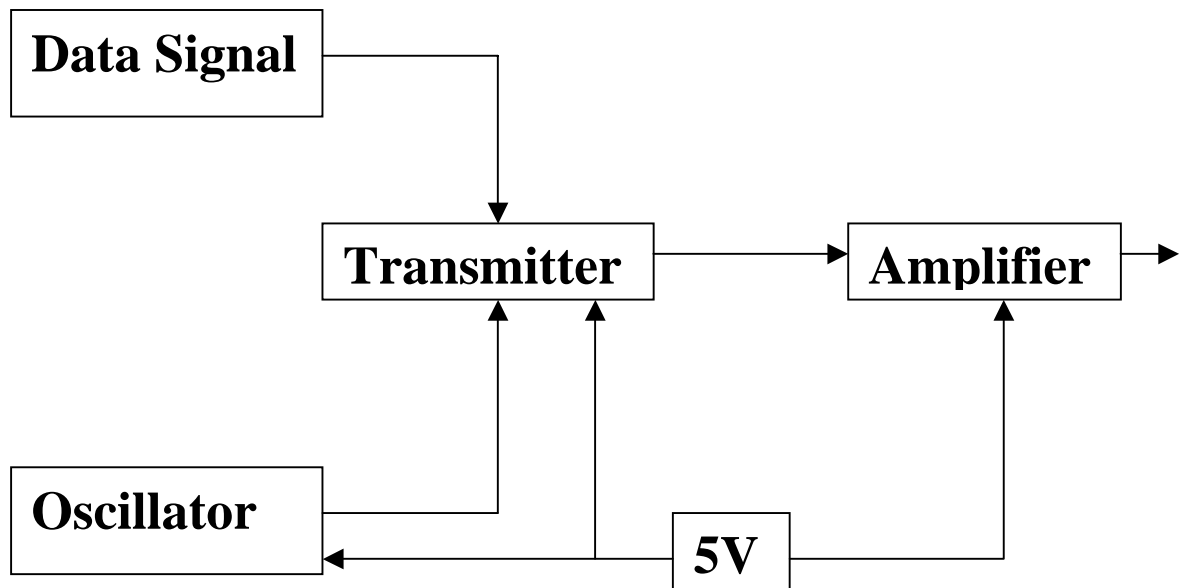 Data Signal
Transmitter
Amplifier
Oscillator
5V